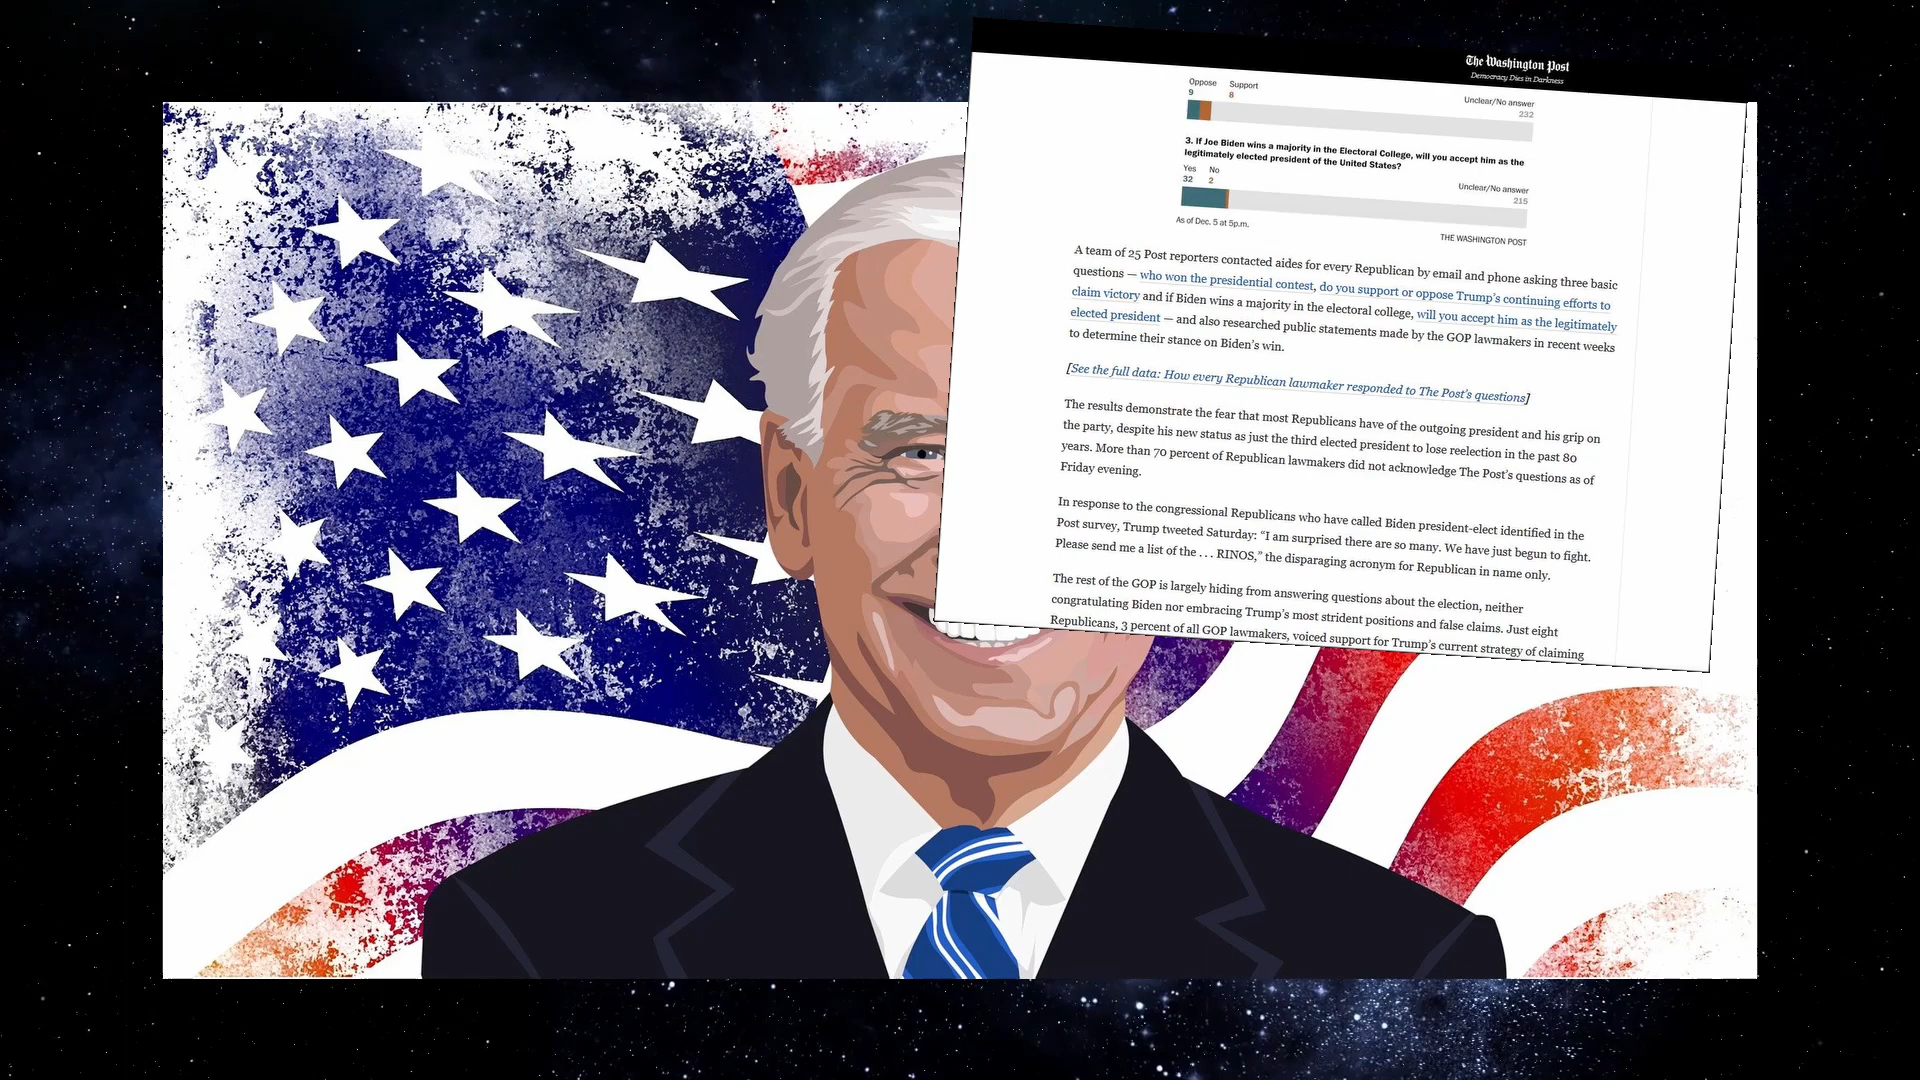 The Washington Post
Democracy Dies in Darkness
Oppose Support Unclear/No answer
9 8 232
3. If Joe Biden wins a majority in the Electoral College, will you accept him as the
legitimately elected president of the United States?
Yes No Unclear/No answer
32 2 215
As of Dec. 5 at 5p.m. THE WASHINGTON POST
A team of 25 Post reporters contacted aides for every Republican by email and phone asking three basic
questions — who won the presidential contest, do you support or oppose Trump's continuing efforts to
claim victory and if Biden wins a majority in the electoral college, will you accept him as the legitimately
elected president — and also researched public statements made by the GOP lawmakers in recent weeks
to determine their stance on Biden's win.
[See the full data: How every Republican lawmaker responded to The Post's questions]
The results demonstrate the fear that most Republicans have of the outgoing president and his grip on
the party, despite his new status as just the third elected president to lose reelection in the past 80
years. More than 70 percent of Republican lawmakers did not acknowledge The Post's questions as of
Friday evening.
In response to the congressional Republicans who have called Biden president-elect identified in the
Post survey, Trump tweeted Saturday: “I am surprised there are so many. We have just begun to fight.
Please send me a list of the . . . RINOS,” the disparaging acronym for Republican in name only.
The rest of the GOP is largely hiding from answering questions about the election, neither
congratulating Biden nor embracing Trump's most strident positions and false claims. Just eight
Republicans, 3 percent of all GOP lawmakers, voiced support for Trump's current strategy of claiming